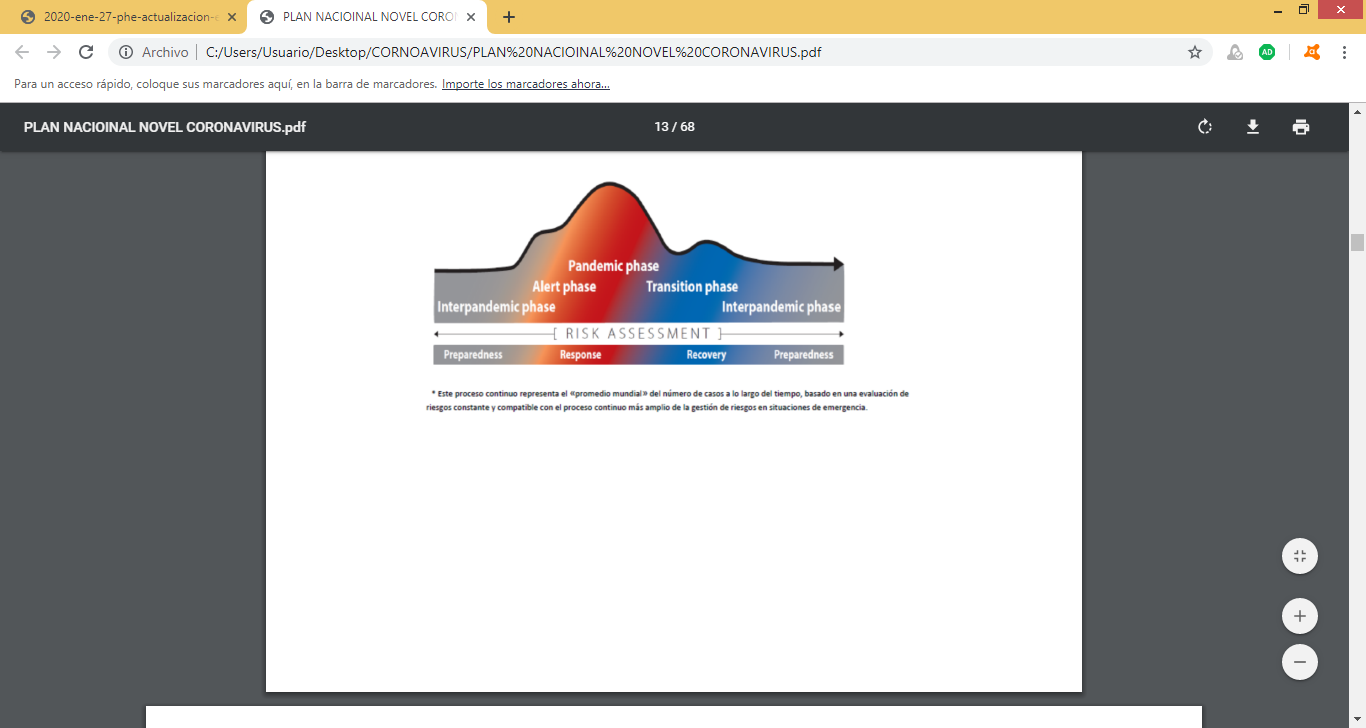 2020-ene-27-phe-actualizacion-e
PLAN NACIOINAL NOVEL CORON
Archivo
C:/Users/Usuario/Desktop/CORNOAVIRUS/PLAN%20NACIOINAL%20NOVEL%20CORONAVIRUS.pdf
AD
Para un acceso rápido, coloque sus marcadores aquí, en la barra de marcadores. Importe los marcadores ahora...
PLAN NACIOINAL NOVEL CORONAVIRUS.pdf
13 / 68
Pandemic phase
Alert phase
Transition phase
Interpandemic phase
Interpandemic phase
[ RISK ASSESSMENT ]
Preparedness
Response
Recovery
Preparedness
* Este proceso continuo representa el «promedio mundial» del número de casos a lo largo del tiempo, basado en una evaluación de
riesgos constante y compatible con el proceso continuo más amplio de la gestión de riesgos en situaciones de emergencia.